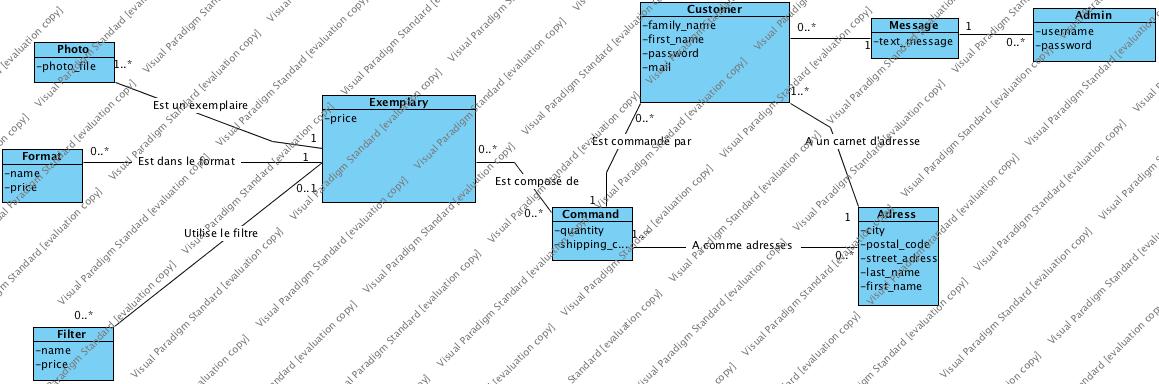 Photo
-photo_file
1..*
Est un exemplaire
1
Exemplary
-price
Format
-name
-price
0..*
Est dans le format
1
0..1
Utilise le filtre
0..*
Filter
-name
-price
0..*
Est composé de
0..*
Customer
-family_name
-first_name
-password
-mail
0..*
Est commandé par
1
Command
-quantity
-shipping_c...
1..*
A comme adresses
0..*
0..*
1
Message
-text_message
1
0..*
Admin
-username
-password
1..*
A un carnet d'adresse
1
Adress
-city
-postal_code
-street_adress
-last_name
-first_name
Visual Paradigm Standard [evaluation copy]